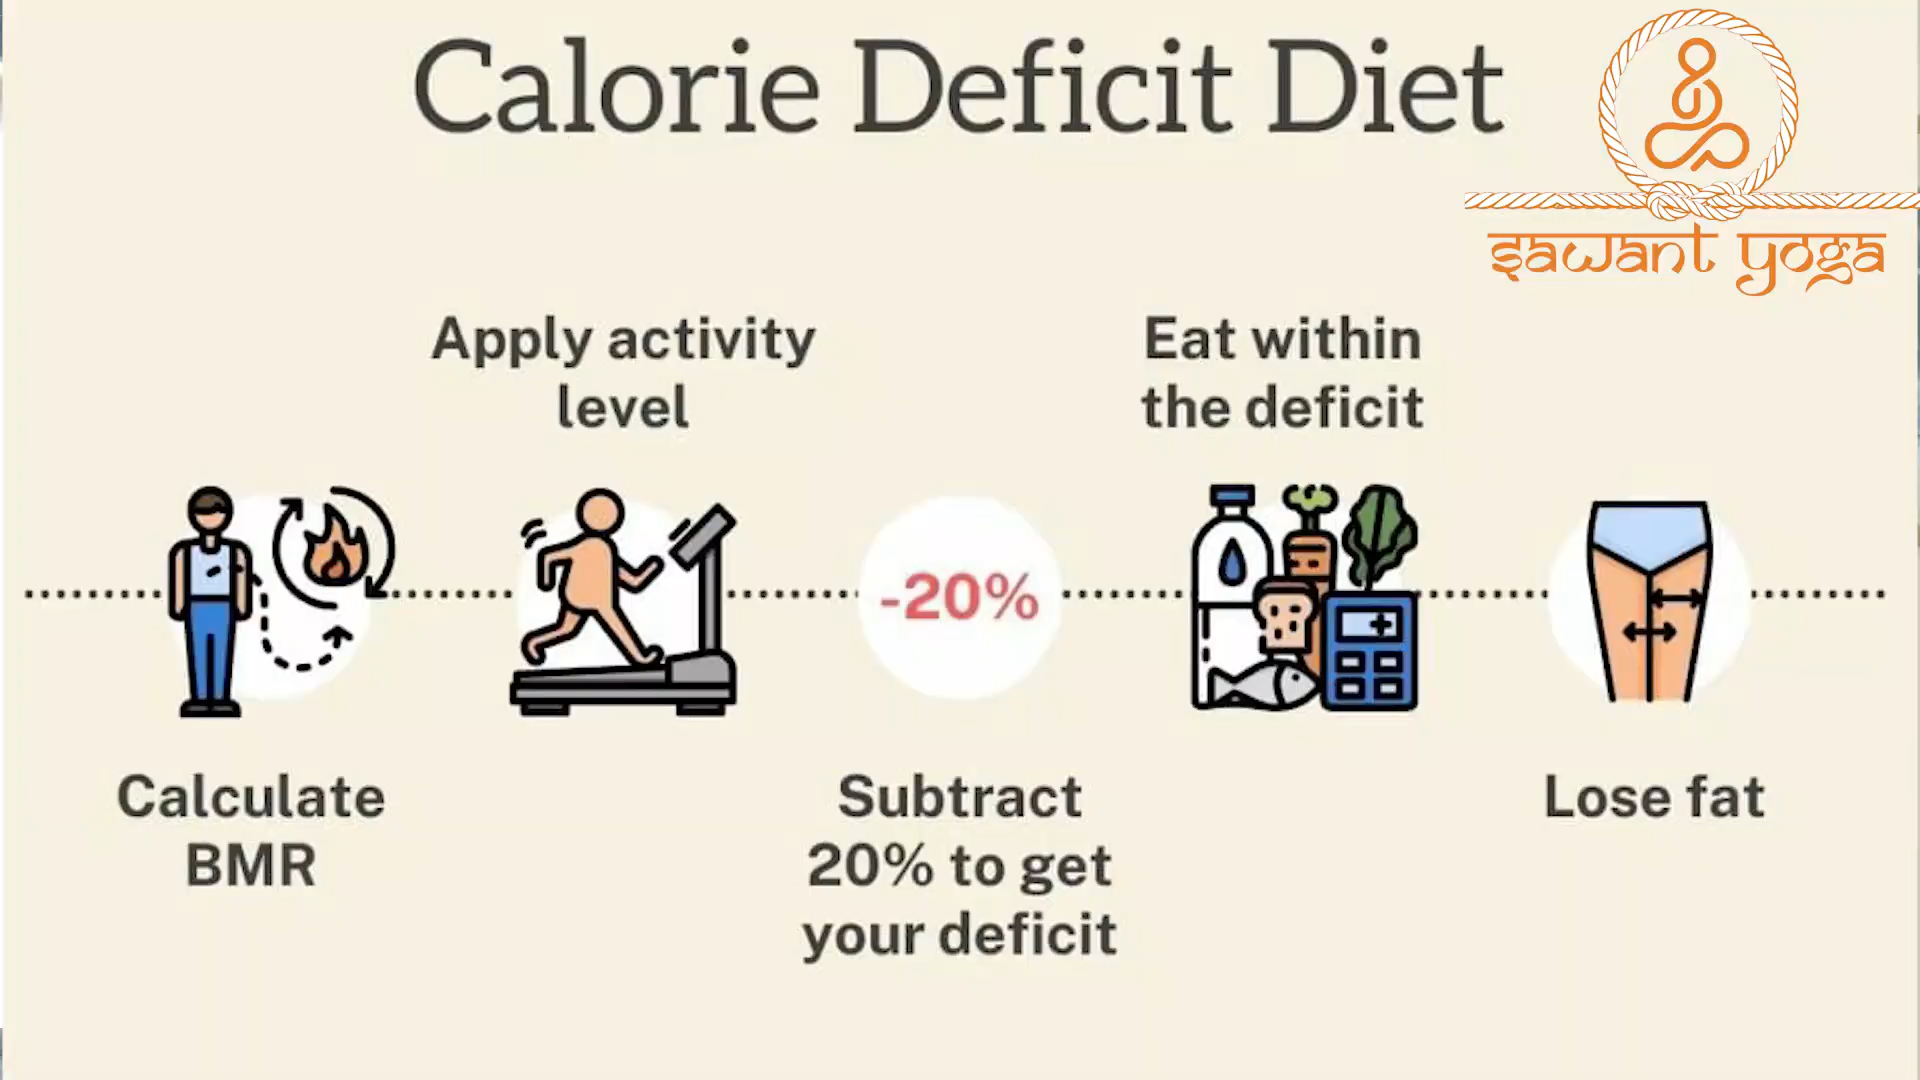 Calorie Deficit Diet
sawant yoga
Apply activity
level
Eat within
the deficit
-20%
Calculate
BMR
Subtract
20% to get
your deficit
Lose fat